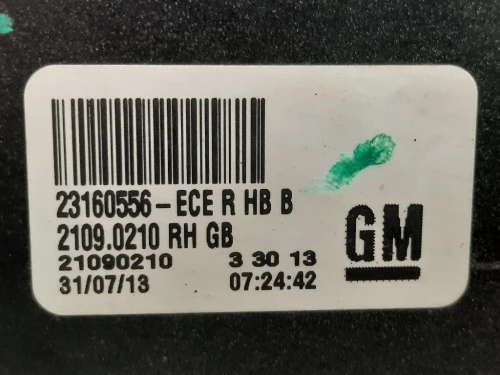 23160556-ECE R HB B
2109.0210 RH GB
21090210 3 30 13
31/07/13 07:24:42
GM